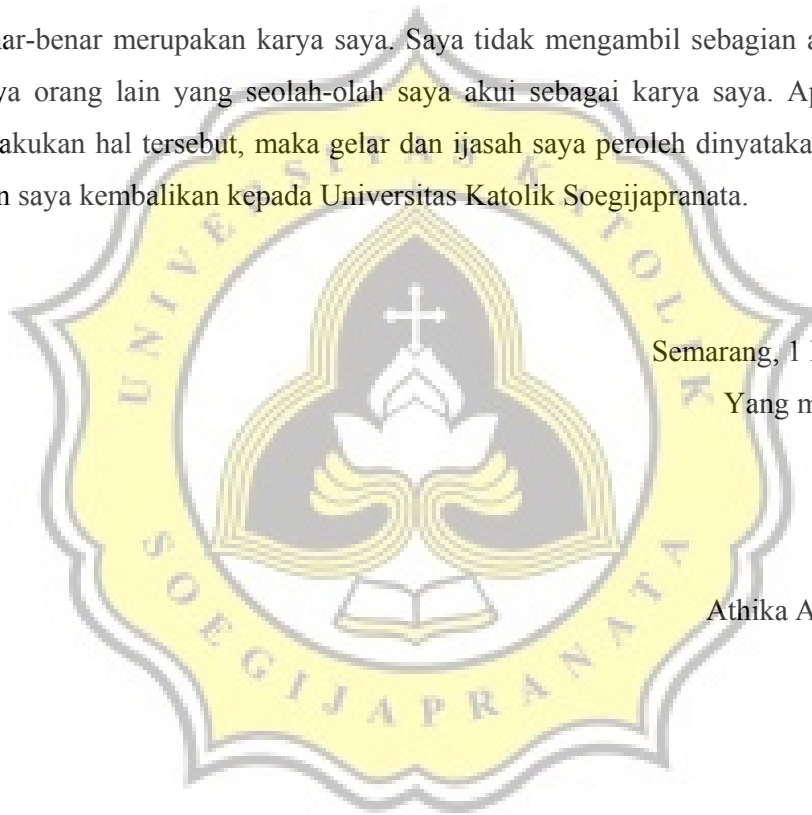 nar-benar merupakan karya saya. Saya tidak mengambil sebagian a
ya orang lain yang seolah-olah saya akui sebagai karya saya. Ap
akukan hal tersebut, maka gelar dan ijasah saya peroleh dinyataka
n saya kembalikan kepada Universitas Katolik Soegijapranata.
UNIVERSITAS KATOLIK
Semarang, 1
Yang m
Athika A
SOEGIJAPRANATA